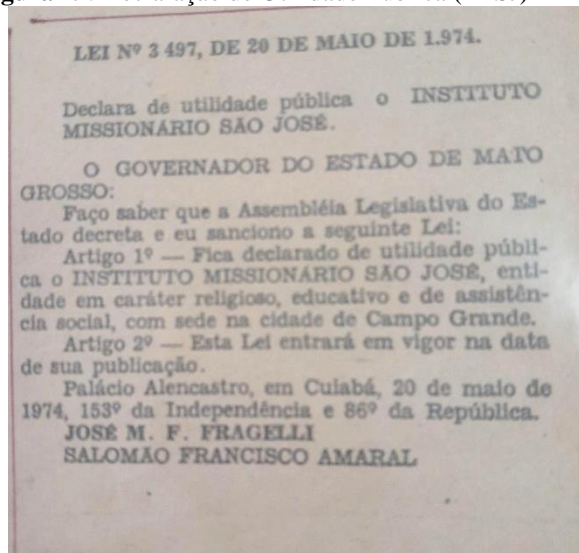 LEI Nº 3 497, DE 20 DE MAIO DE 1.974.
Declara de utilidade pública o INSTITUTO
MISSIONÁRIO SÃO JOSÉ.
O GOVERNADOR DO ESTADO DE MATO
GROSSO:
Faço saber que a Assembléia Legislativa do Es-
tado decreta e eu sanciono a seguinte Lei:
Artigo 1º — Fica declarado de utilidade públi-
ca o INSTITUTO MISSIONÁRIO SÃO JOSÉ, enti-
dade em caráter religioso, educativo e de assistên-
cia social, com sede na cidade de Campo Grande.
Artigo 2º — Esta Lei entrará em vigor na data
de sua publicação.
Palácio Alencastro, em Cuiabá, 20 de maio de
1974, 153º da Independência e 86º da República.
JOSÉ M. F. FRAGELLI
SALOMÃO FRANCISCO AMARAL